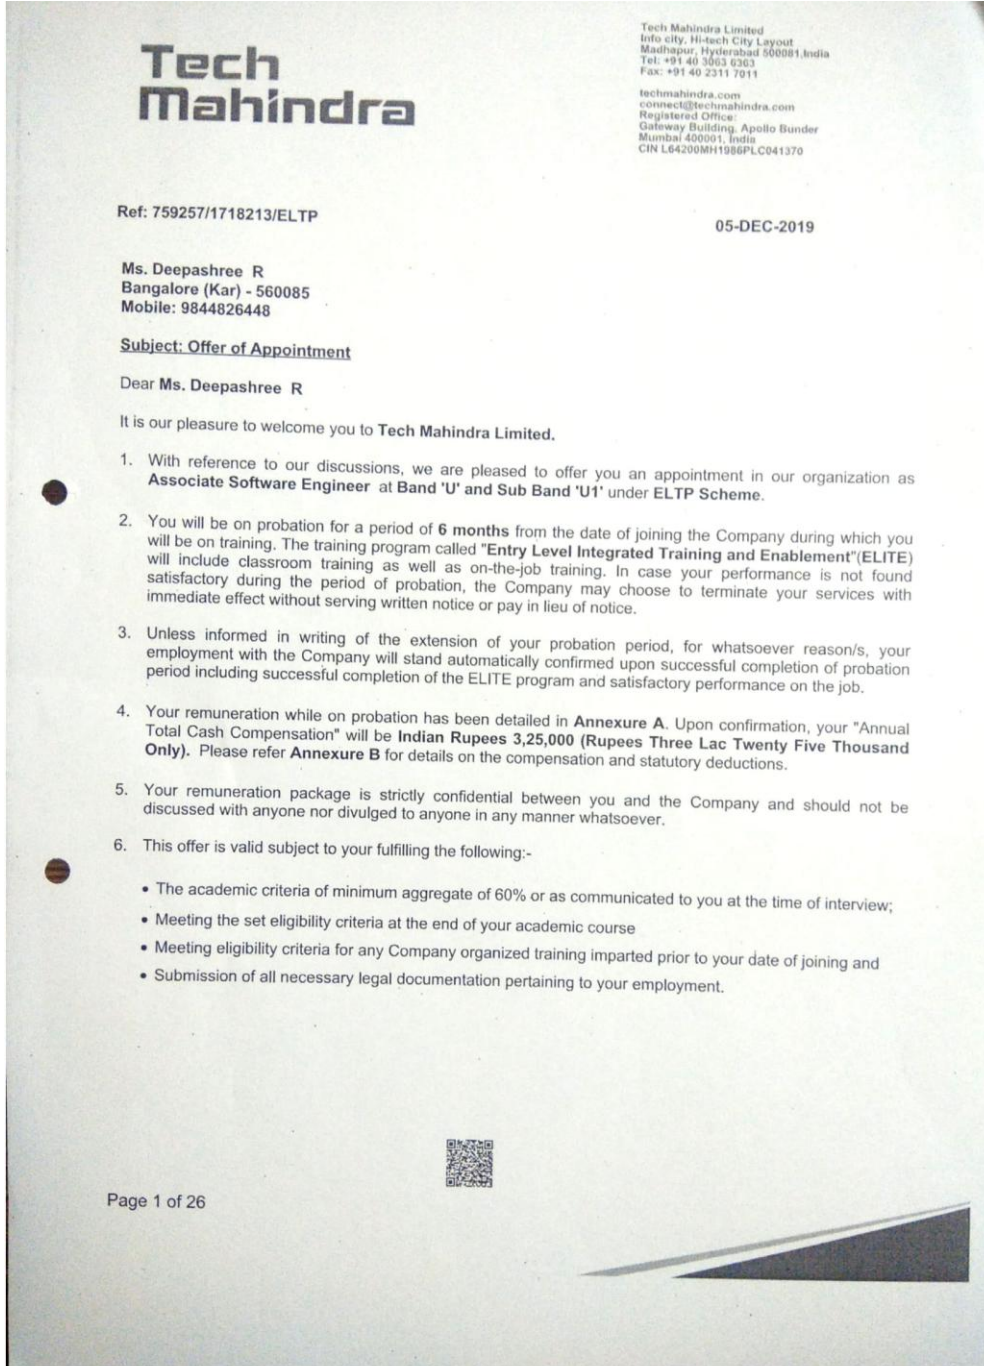 Tech
Mahindra
Tech Mahindra Limited
Info city, Hi-tech City Layout
Madhapur, Hyderabad 500081,India
Tel: +91 40 3063 6363
Fax: +91 40 2311 7011
techmahindra.com
connect@techmahindra.com
Registered Office:
Gateway Building, Apollo Bunder
Mumbai 400001, India
CIN L64200MH1986PLC041370
Ref: 759257/1718213/ELTP
05-DEC-2019
Ms. Deepashree R
Bangalore (Kar) - 560085
Mobile: 9844826448
Subject: Offer of Appointment
Dear Ms. Deepashree R
It is our pleasure to welcome you to Tech Mahindra Limited.
1. With reference to our discussions, we are pleased to offer you an appointment in our organization as
Associate Software Engineer at Band 'U' and Sub Band 'U1' under ELTP Scheme.
2. You will be on probation for a period of 6 months from the date of joining the Company during which you
will be on training. The training program called "Entry Level Integrated Training and Enablement"(ELITE)
will include classroom training as well as on-the-job training. In case your performance is not found
satisfactory during the period of probation, the Company may choose to terminate your services with
immediate effect without serving written notice or pay in lieu of notice.
3. Unless informed in writing of the extension of your probation period, for whatsoever reason/s, your
employment with the Company will stand automatically confirmed upon successful completion of probation
period including successful completion of the ELITE program and satisfactory performance on the job.
4. Your remuneration while on probation has been detailed in Annexure A. Upon confirmation, your "Annual
Total Cash Compensation" will be Indian Rupees 3,25,000 (Rupees Three Lac Twenty Five Thousand
Only). Please refer Annexure B for details on the compensation and statutory deductions.
5. Your remuneration package is strictly confidential between you and the Company and should not be
discussed with anyone nor divulged to anyone in any manner whatsoever.
6. This offer is valid subject to your fulfilling the following:-
• The academic criteria of minimum aggregate of 60% or as communicated to you at the time of interview;
• Meeting the set eligibility criteria at the end of your academic course
• Meeting eligibility criteria for any Company organized training imparted prior to your date of joining and
• Submission of all necessary legal documentation pertaining to your employment.
Page 1 of 26